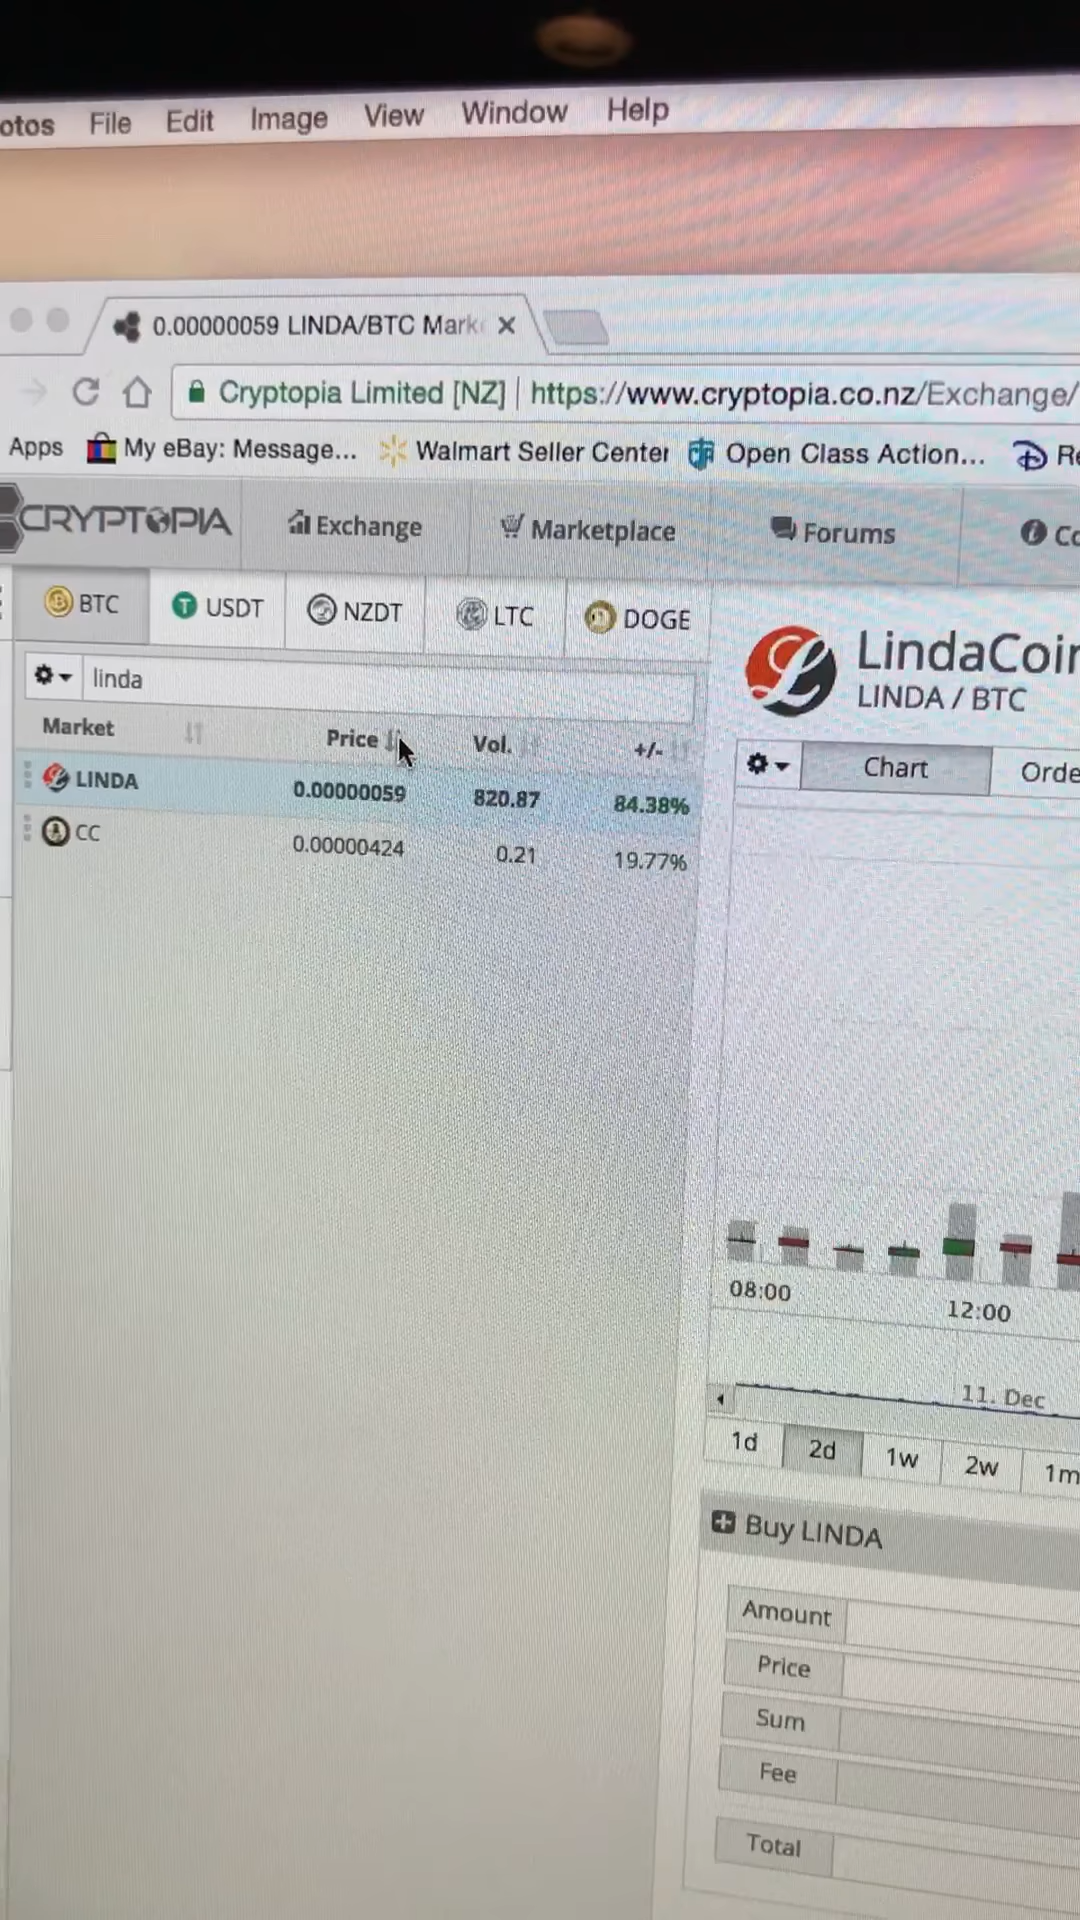 File Edit Image View Window Help
0.00000059 LINDA/BTC Mark
Cryptopia Limited [NZ] | https://www.cryptopia.co.nz/Exchange/
Apps My eBay: Message... Walmart Seller Center Open Class Action...
CRYPTOPIA Exchange Marketplace Forums
BTC USDT NZDT LTC DOGE
LINDA / BTC
linda
Market Price Vol. +/-
LINDA 0.00000059 820.87 84.38%
CC 0.00000424 0.21 19.77%
Chart
08:00 12:00
11. Dec
1d 2d 1w 2w 1m
Buy LINDA
Amount
Price
Sum
Fee
Total